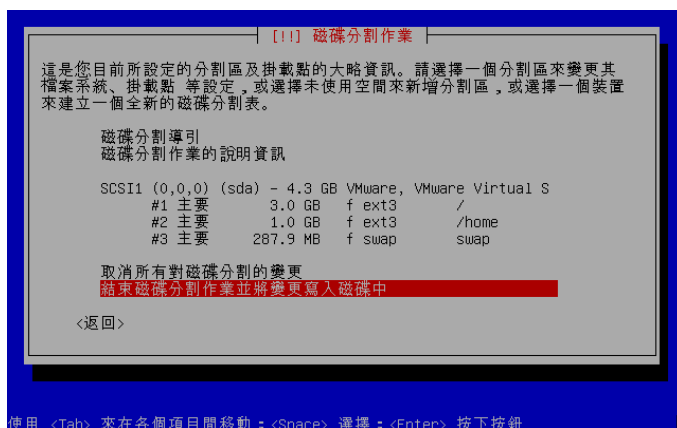 [!!] 磁碟分割作業
這是您目前所設定的分割區及掛載點的大略資訊。請選擇一個分割區來變更其
檔案系統、掛載點 等設定，或選擇未使用空間來新增分割區，或選擇一個裝置
來建立一個全新的磁碟分割表。
磁碟分割導引
磁碟分割作業的說明資訊
SCSI1 (0,0,0) (sda) - 4.3 GB VMware, VMware Virtual S
#1 主要 3.0 GB f ext3 /
#2 主要 1.0 GB f ext3 /home
#3 主要 287.9 MB f swap swap
取消所有對磁碟分割的變更
結束磁碟分割作業並將變更寫入磁碟中
<返回>
使用 <Tab> 來在各個項目間移動；<Space> 選擇；<Enter> 按下按鈕